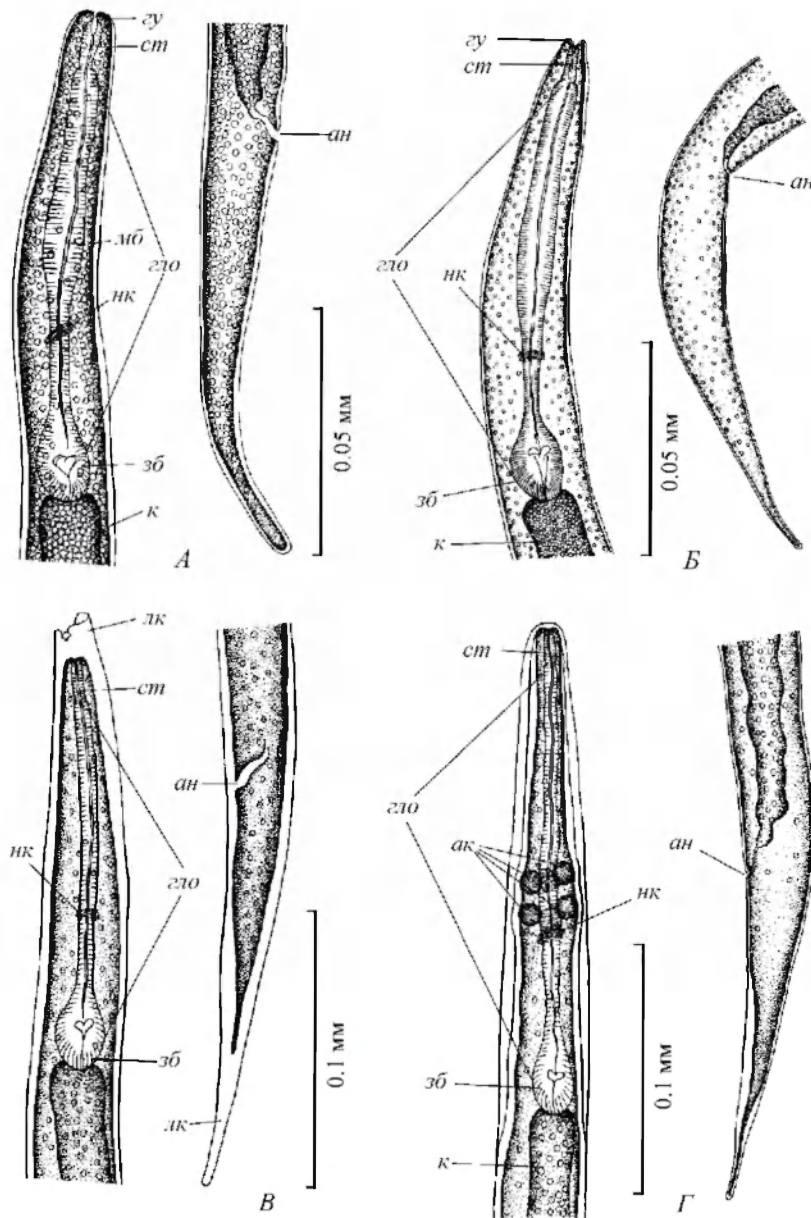 гу
ст
ан
мб
гло
нк
0.05 мм
зб
к
А
гу
ст
ан
гло
нк
0.05 мм
зб
к
Б
лк
ст
ан
нк
гло
0.1 мм
зб
лк
В
ст
гло
ак
нк
ан
0.1 мм
зб
к
Г